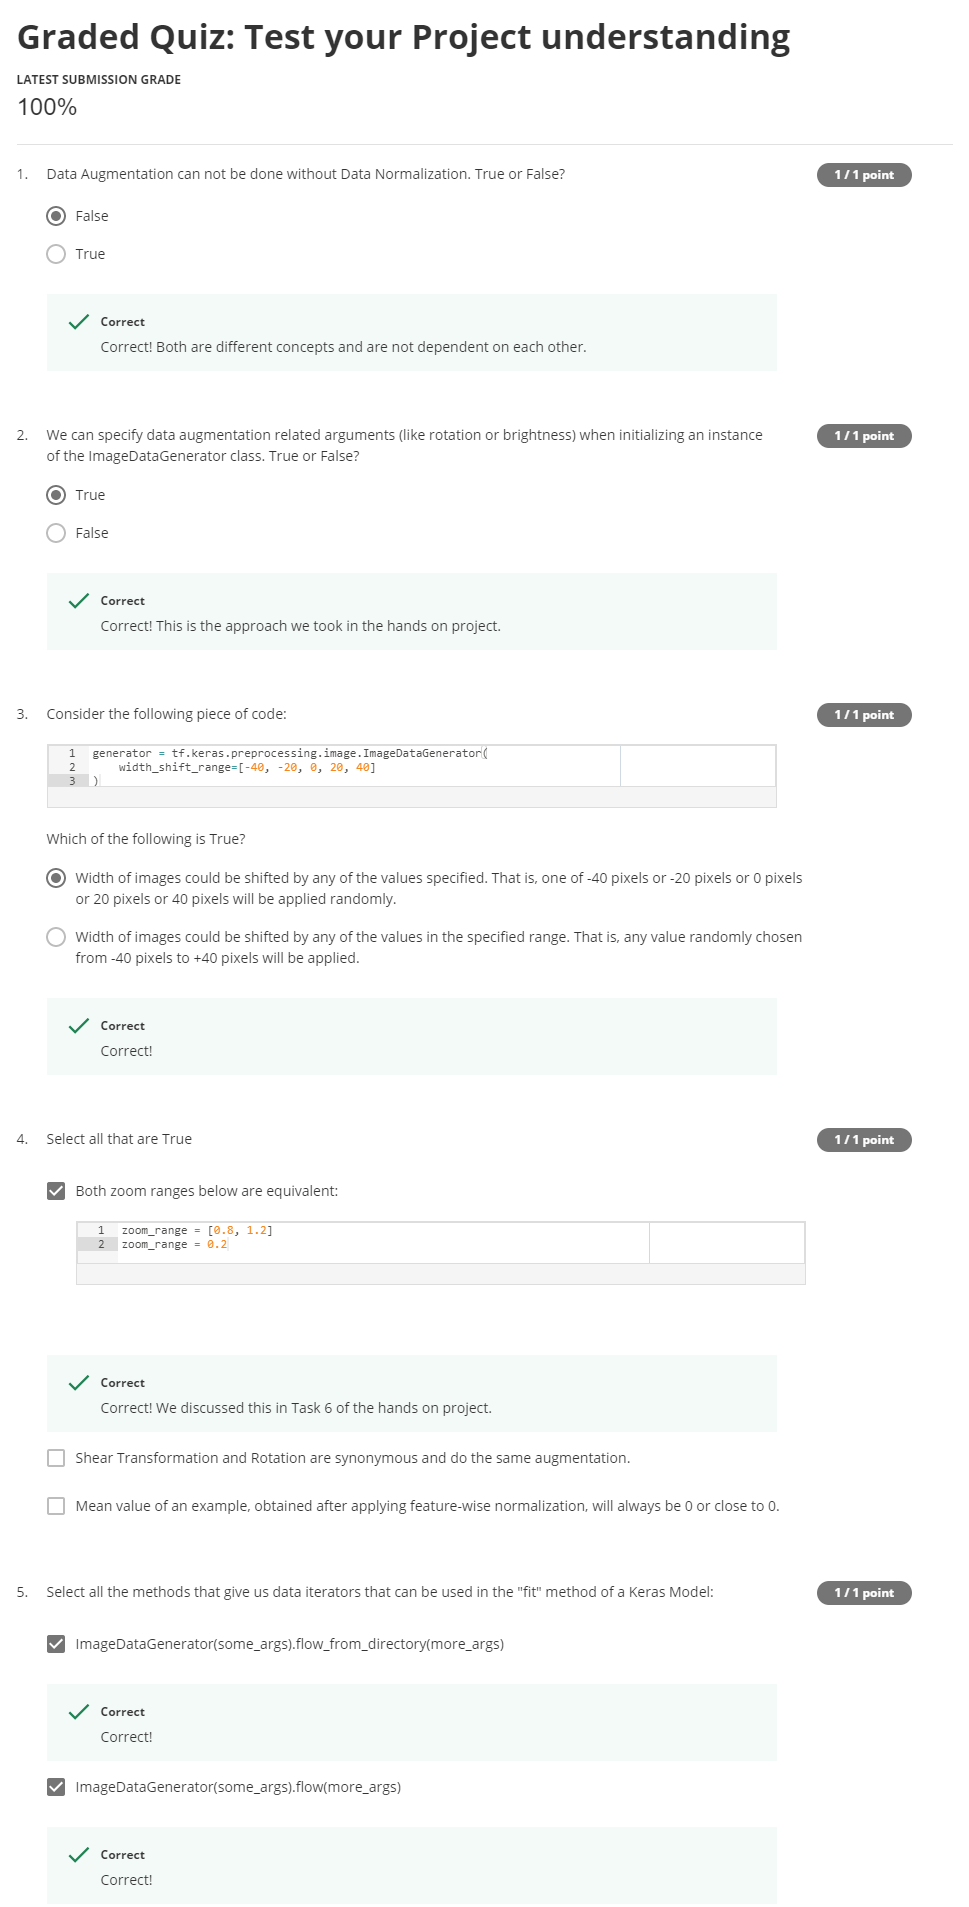 Graded Quiz: Test your Project understanding
LATEST SUBMISSION GRADE
100%
1. Data Augmentation can not be done without Data Normalization. True or False?
1 / 1 point
False
True
Correct
Correct! Both are different concepts and are not dependent on each other.
2. We can specify data augmentation related arguments (like rotation or brightness) when initializing an instance
of the ImageDataGenerator class. True or False?
1 / 1 point
True
False
Correct
Correct! This is the approach we took in the hands on project.
3. Consider the following piece of code:
1 / 1 point
1 generator = tf.keras.preprocessing.image.ImageDataGenerator(
2 width_shift_range=[-40, -20, 0, 20, 40]
3 )
Which of the following is True?
Width of images could be shifted by any of the values specified. That is, one of -40 pixels or -20 pixels or 0 pixels
or 20 pixels or 40 pixels will be applied randomly.
Width of images could be shifted by any of the values in the specified range. That is, any value randomly chosen
from -40 pixels to +40 pixels will be applied.
Correct
Correct!
4. Select all that are True
1 / 1 point
Both zoom ranges below are equivalent:
1 zoom_range = [0.8, 1.2]
2 zoom_range = 0.2
Correct
Correct! We discussed this in Task 6 of the hands on project.
Shear Transformation and Rotation are synonymous and do the same augmentation.
Mean value of an example, obtained after applying feature-wise normalization, will always be 0 or close to 0.
5. Select all the methods that give us data iterators that can be used in the "fit" method of a Keras Model:
1 / 1 point
ImageDataGenerator(some_args).flow_from_directory(more_args)
Correct
Correct!
ImageDataGenerator(some_args).flow(more_args)
Correct
Correct!